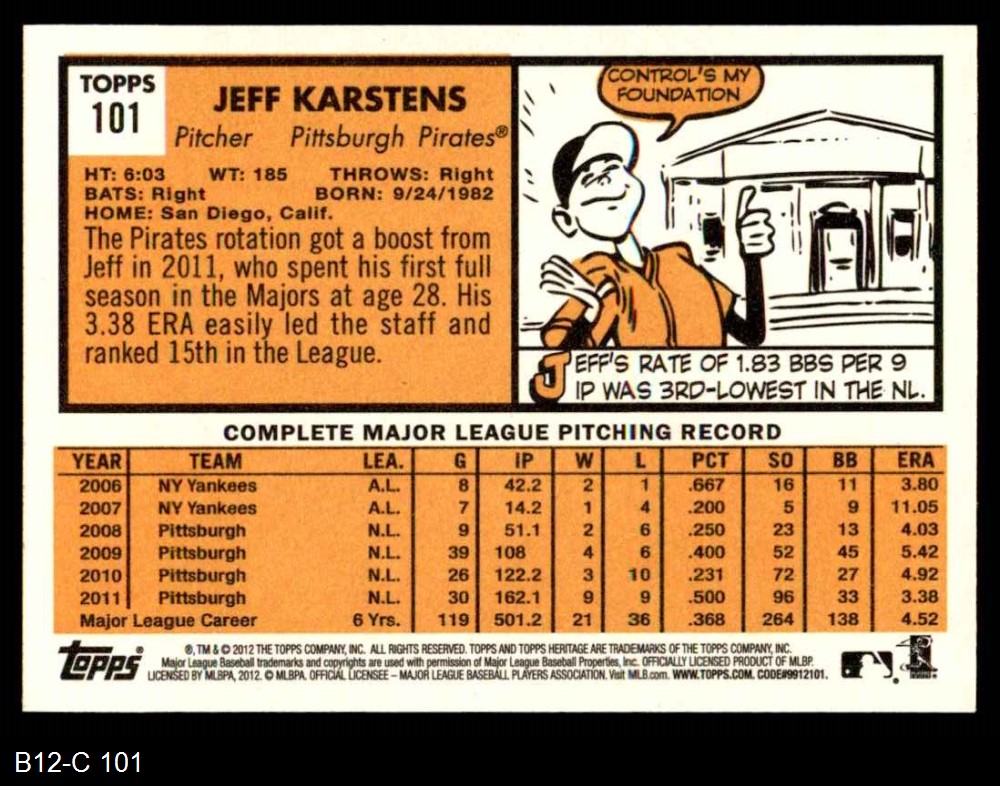 TOPPS
101
JEFF KARSTENS
Pitcher Pittsburgh Pirates®
HT: 6:03 WT: 185 THROWS: Right
BATS: Right BORN: 9/24/1982
HOME: San Diego, Calif.
The Pirates rotation got a boost from
Jeff in 2011, who spent his first full
season in the Majors at age 28. His
3.38 ERA easily led the staff and
ranked 15th in the League.
CONTROL'S MY
FOUNDATION
JEFF'S RATE OF 1.83 BBS PER 9
IP WAS 3RD-LOWEST IN THE NL.
COMPLETE MAJOR LEAGUE PITCHING RECORD
YEAR TEAM LEA. G IP W L PCT SO BB ERA
2006 NY Yankees A.L. 8 42.2 2 1 .667 16 11 3.80
2007 NY Yankees A.L. 7 14.2 1 4 .200 5 9 11.05
2008 Pittsburgh N.L. 9 51.1 2 6 .250 23 13 4.03
2009 Pittsburgh N.L. 39 108 4 6 .400 52 45 5.42
2010 Pittsburgh N.L. 26 122.2 3 10 .231 72 27 4.92
2011 Pittsburgh N.L. 30 162.1 9 9 .500 96 33 3.38
Major League Career 6 Yrs. 119 501.2 21 36 .368 264 138 4.52
Topps®
®, TM & © 2012 THE TOPPS COMPANY, INC. ALL RIGHTS RESERVED. TOPPS AND TOPPS HERITAGE ARE TRADEMARKS OF THE TOPPS COMPANY, INC.
Major League Baseball trademarks and copyrights are used with permission of Major League Baseball Properties, Inc. OFFICIALLY LICENSED PRODUCT OF MLBP.
LICENSED BY MLBPA, 2012. © MLBPA. OFFICIAL LICENSEE – MAJOR LEAGUE BASEBALL PLAYERS ASSOCIATION. Visit MLB.com. WWW.TOPPS.COM. CODE#9912101.
B12-C 101